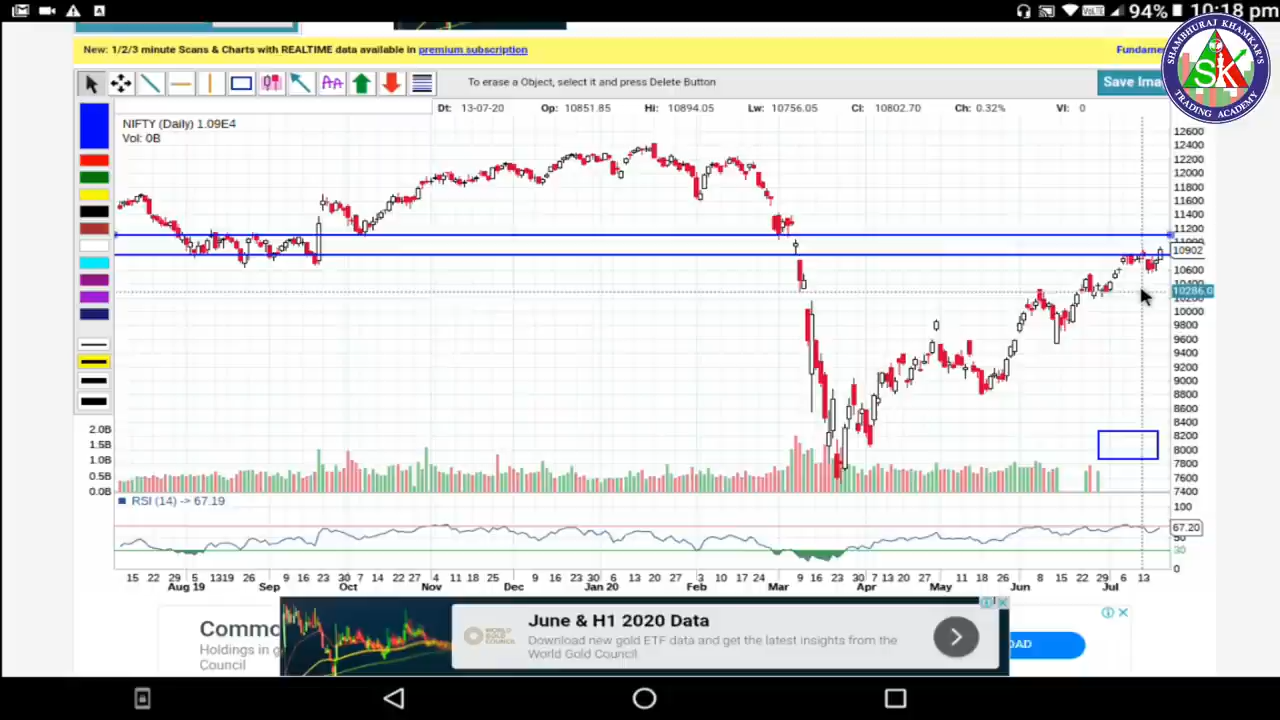 94% 10:18 pm
SHAMBHURAJ KHAMKAR'S
SK
TRADING ACADEMY
New: 1/2/3 minute Scans & Charts with REALTIME data available in premium subscription
Fundame
To erase a Object, select it and press Delete Button
Save Ima
Dt: 13-07-20 Op: 10851.85 Hi: 10894.05 Lw: 10756.05 Cl: 10802.70 Ch: 0.32% Vl: 0
NIFTY (Daily) 1.09E4
Vol: 0B
12600
12400
12200
12000
11800
11600
11400
11200
10902
10600
10286.0
10000
9800
9600
9400
9200
9000
8800
8600
8400
8200
8000
7800
7600
7400
2.0B
1.5B
1.0B
0.5B
0.0B
RSI (14) -> 67.19
100
67.20
50
30
0
15 22 29 5 1319 26 9 16 23 30 7 14 22 27 4 11 18 25 9 16 23 30 6 13 20 27 3 10 17 24 9 16 23 30 7 13 20 27 11 18 26 8 15 22 29 6 13
Aug 19 Sep Oct Nov Dec Jan 20 Feb Mar Apr May Jun Jul
Commo
Holdings in g
Council
WORLD GOLD COUNCIL
June & H1 2020 Data
Download new gold ETF data and get the latest insights from the
World Gold Council
OAD